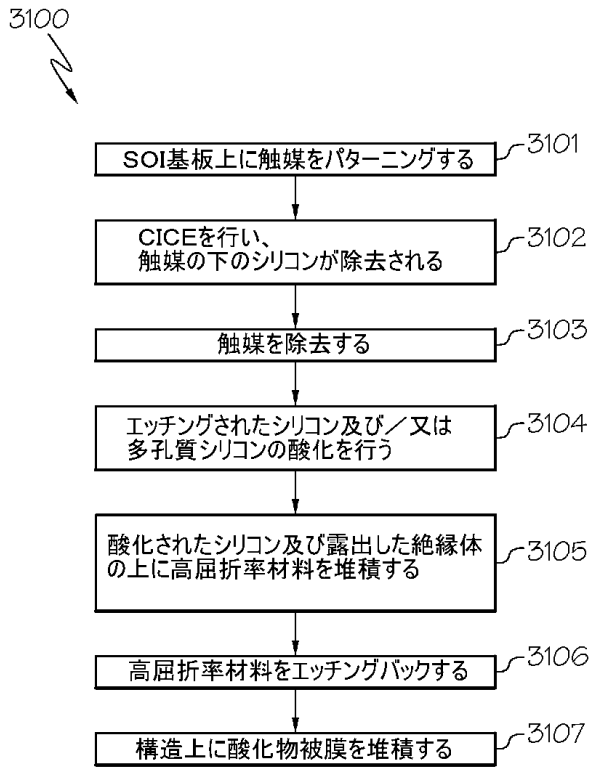 3100
SOI基板上に触媒をパターニングする
3101
CICEを行い、
触媒の下のシリコンが除去される
3102
触媒を除去する
3103
エッチングされたシリコン及び／又は
多孔質シリコンの酸化を行う
3104
酸化されたシリコン及び露出した絶縁体
の上に高屈折率材料を堆積する
3105
高屈折率材料をエッチングバックする
3106
構造上に酸化物被膜を堆積する
3107